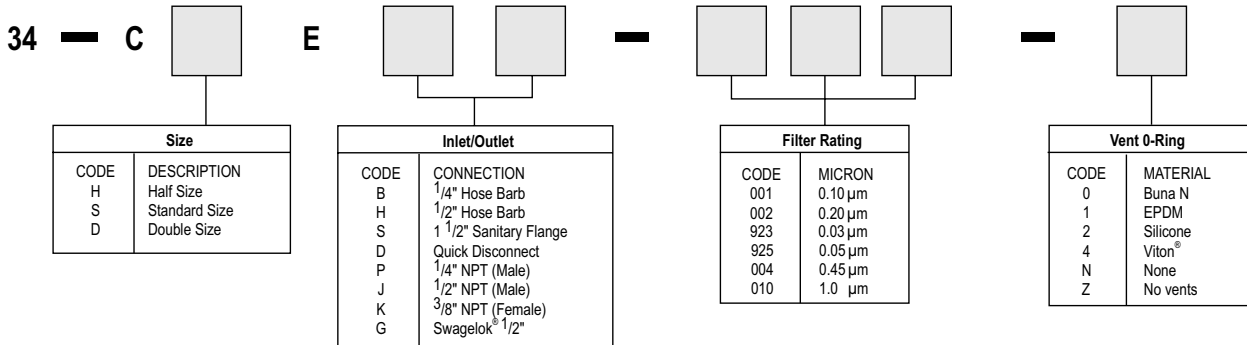 34 — C E — —
Size
CODE DESCRIPTION
H Half Size
S Standard Size
D Double Size
Inlet/Outlet
CODE CONNECTION
B 1/4" Hose Barb
H 1/2" Hose Barb
S 1 1/2" Sanitary Flange
D Quick Disconnect
P 1/4" NPT (Male)
J 1/2" NPT (Male)
K 3/8" NPT (Female)
G Swagelok® 1/2"
Filter Rating
CODE MICRON
001 0.10 µm
002 0.20 µm
923 0.03 µm
925 0.05 µm
004 0.45 µm
010 1.0 µm
Vent 0-Ring
CODE MATERIAL
0 Buna N
1 EPDM
2 Silicone
4 Viton®
N None
Z No vents